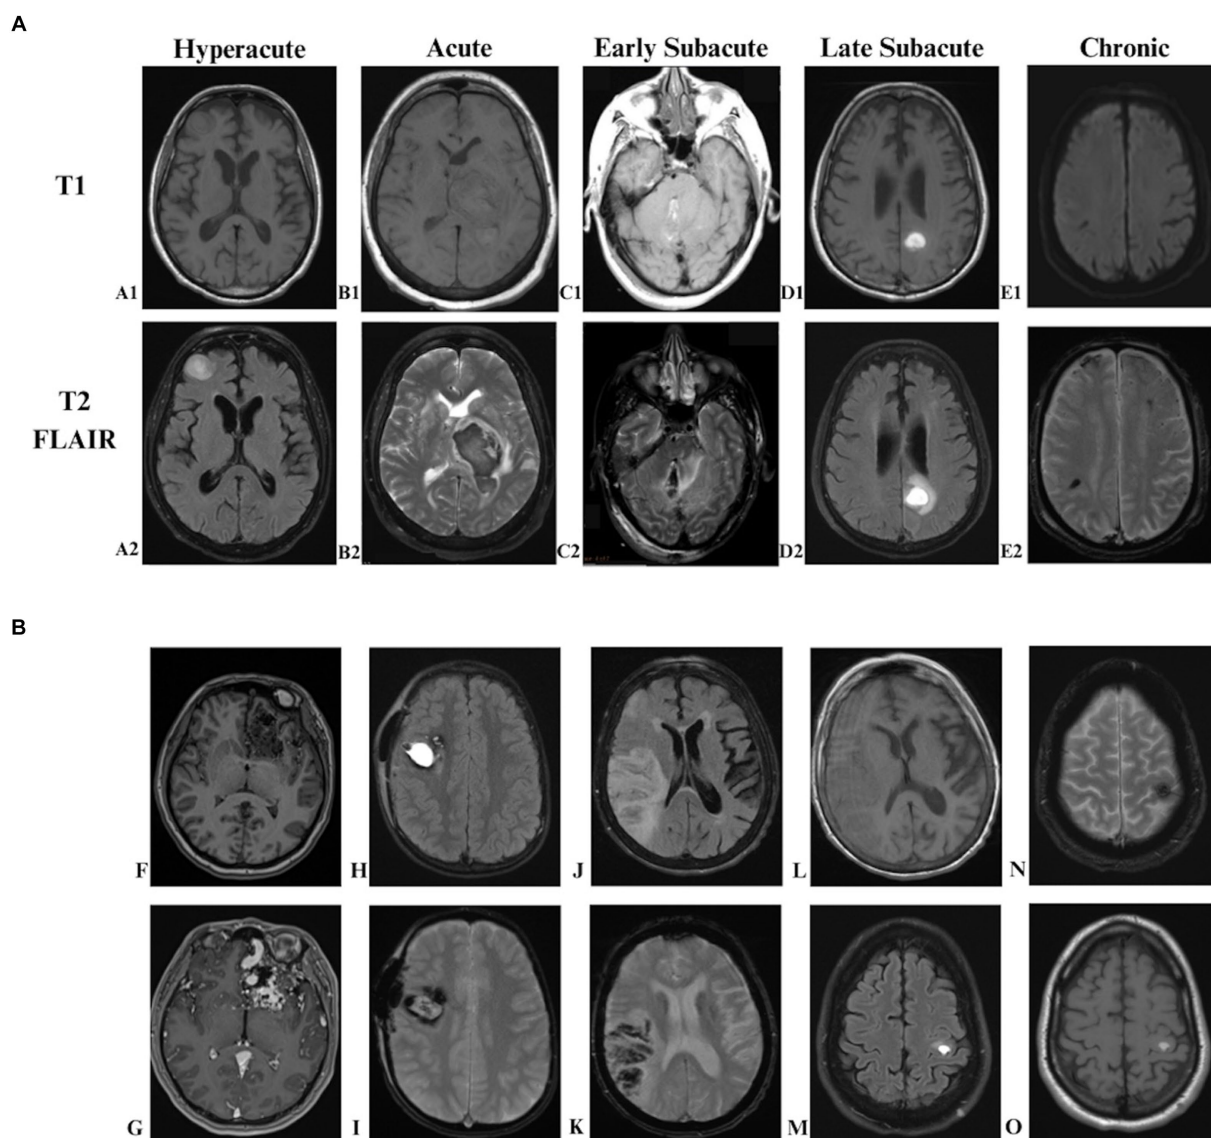 A
Hyperacute Acute Early Subacute Late Subacute Chronic
T1
A1 B1 C1 D1 E1
T2
FLAIR
A2 B2 C2 D2 E2
B
F H J L N
G I K M O